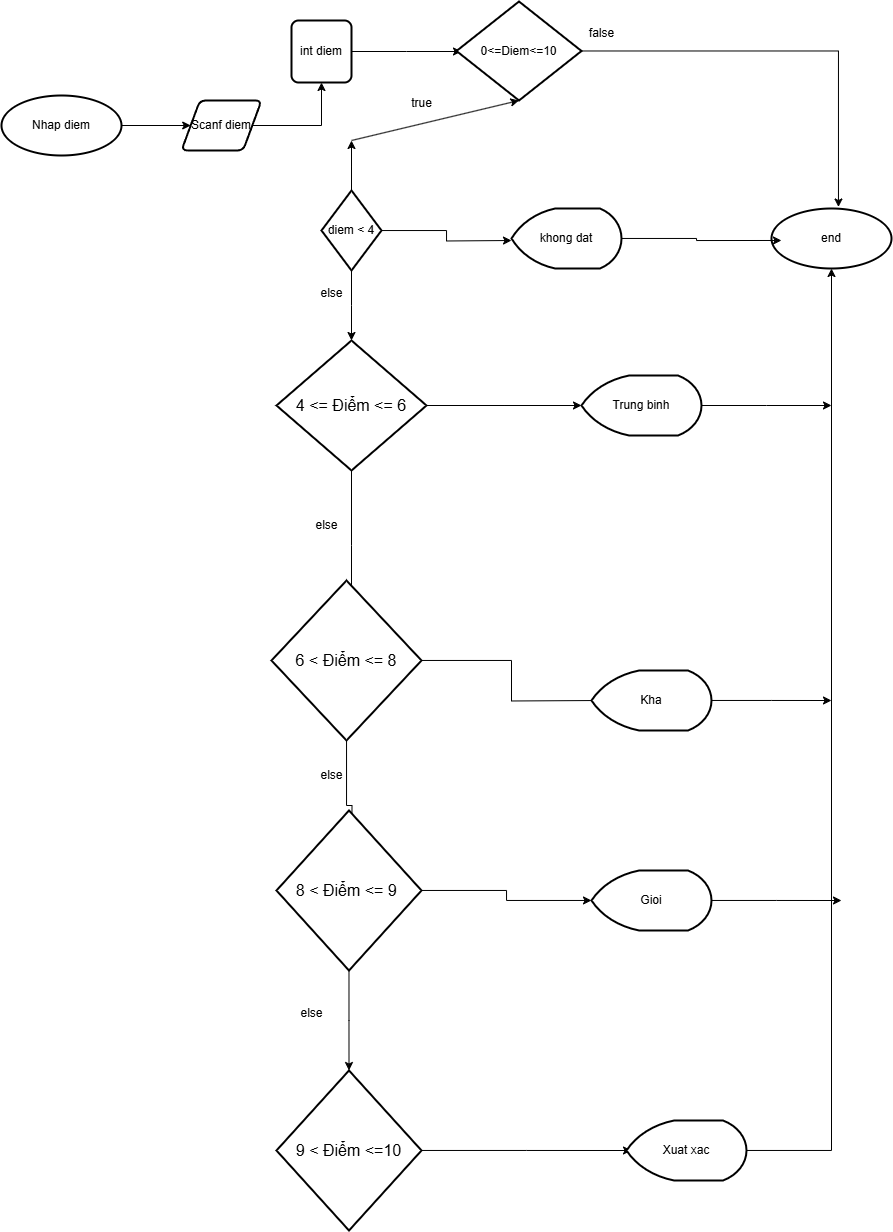 int diem
0<=Diem<=10
false
true
Nhap diem
Scanf diem
diem < 4
khong dat
end
else
4 <= Điểm <= 6
Trung binh
else
6 < Điểm <= 8
Kha
else
8 < Điểm <= 9
Gioi
else
9 < Điểm <=10
Xuat xac